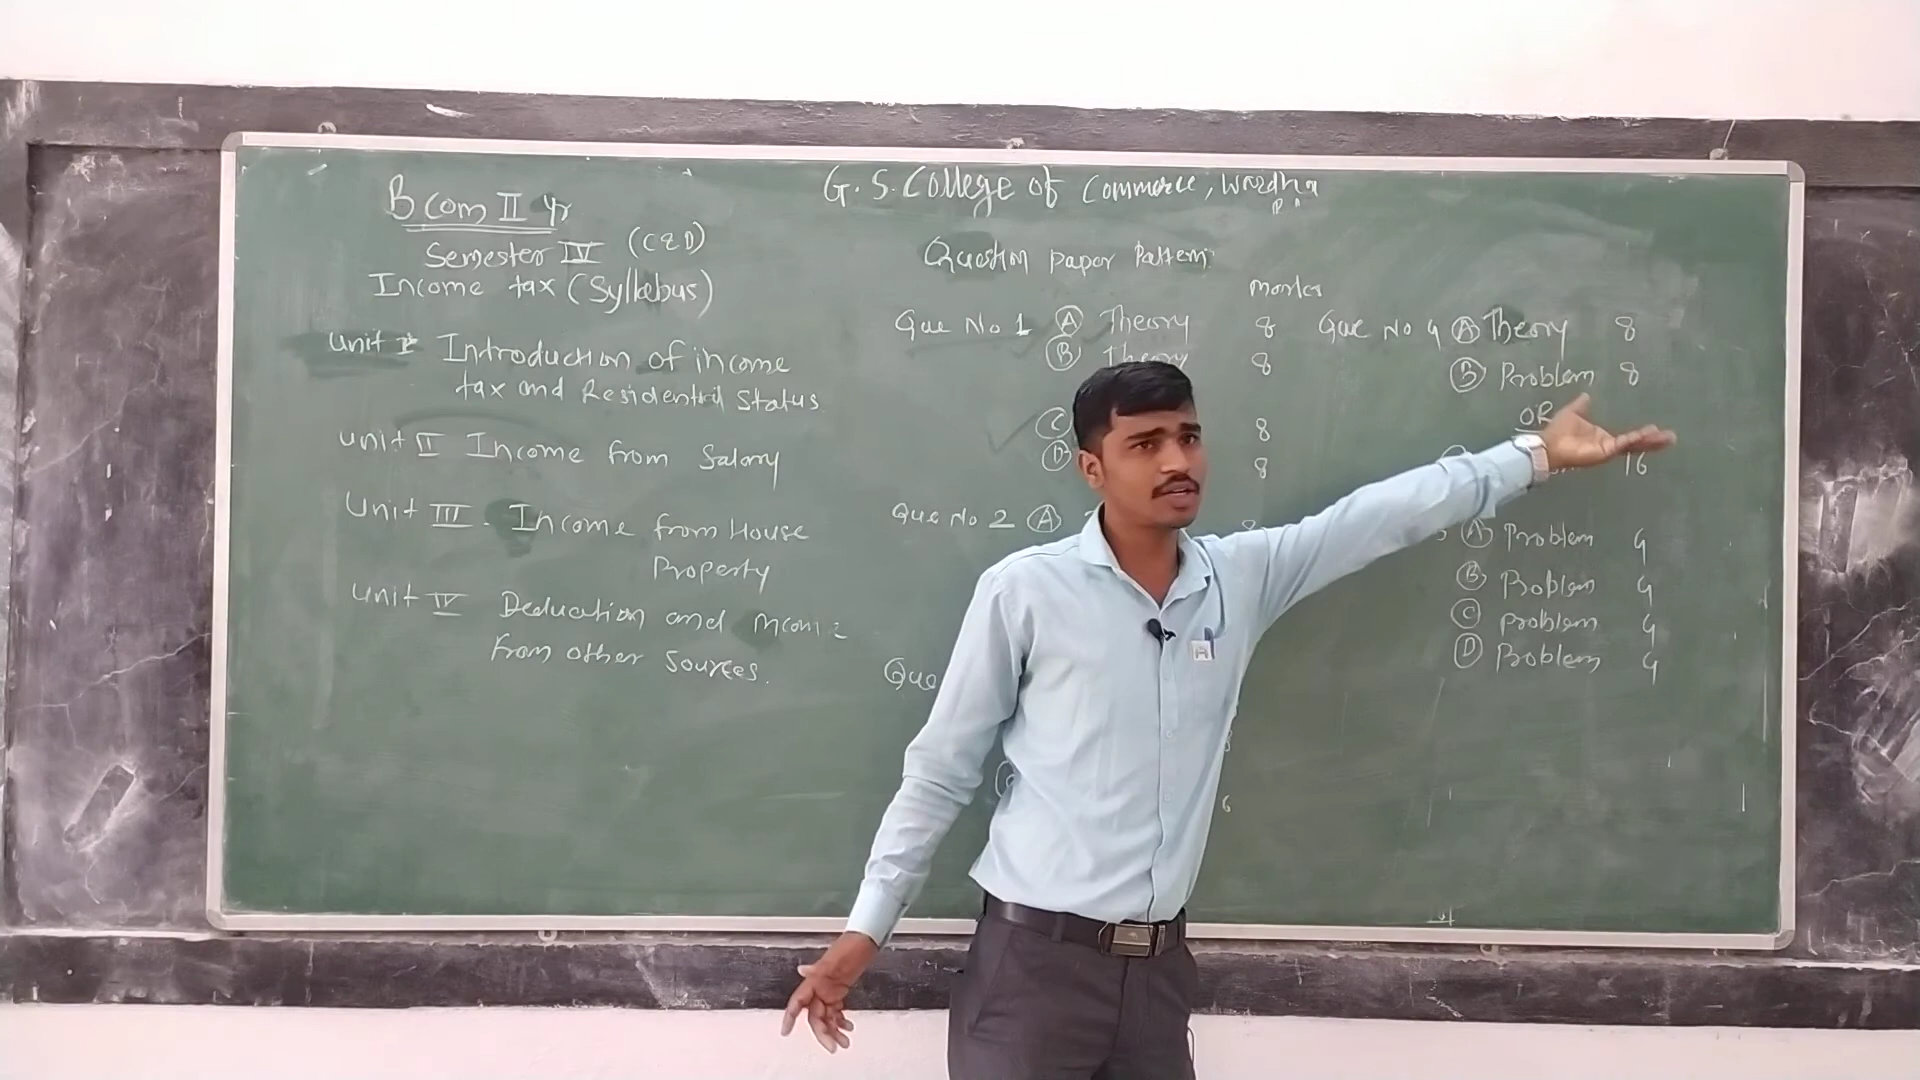 G. S. College of Commerce, Wardha
B com II yr
Semester IV (C & D)
Income tax (Syllabus)
Unit I Introduction of income
tax and Residential Status
Unit II Income from Salary
Unit III. Income from House
Property
Unit IV Deduction and
from other Sources.
Question paper Pattern:
Marks
Que No 1 A Theory 8
B Theory 8
C 8
D 8
Que No 2 A
Que
Que No 4 A Theory 8
B Problem 8
OR
16
A Problem 4
B Problem 4
C Problem 4
D Problem 4